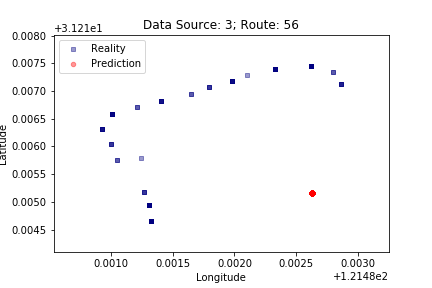 Data Source: 3; Route: 56
+3.121e1
0.0080
0.0075
0.0070
0.0065
0.0060
0.0055
0.0050
0.0045
Latitude
Reality
Prediction
0.0010
0.0015
0.0020
0.0025
0.0030
Longitude
+1.2148e2